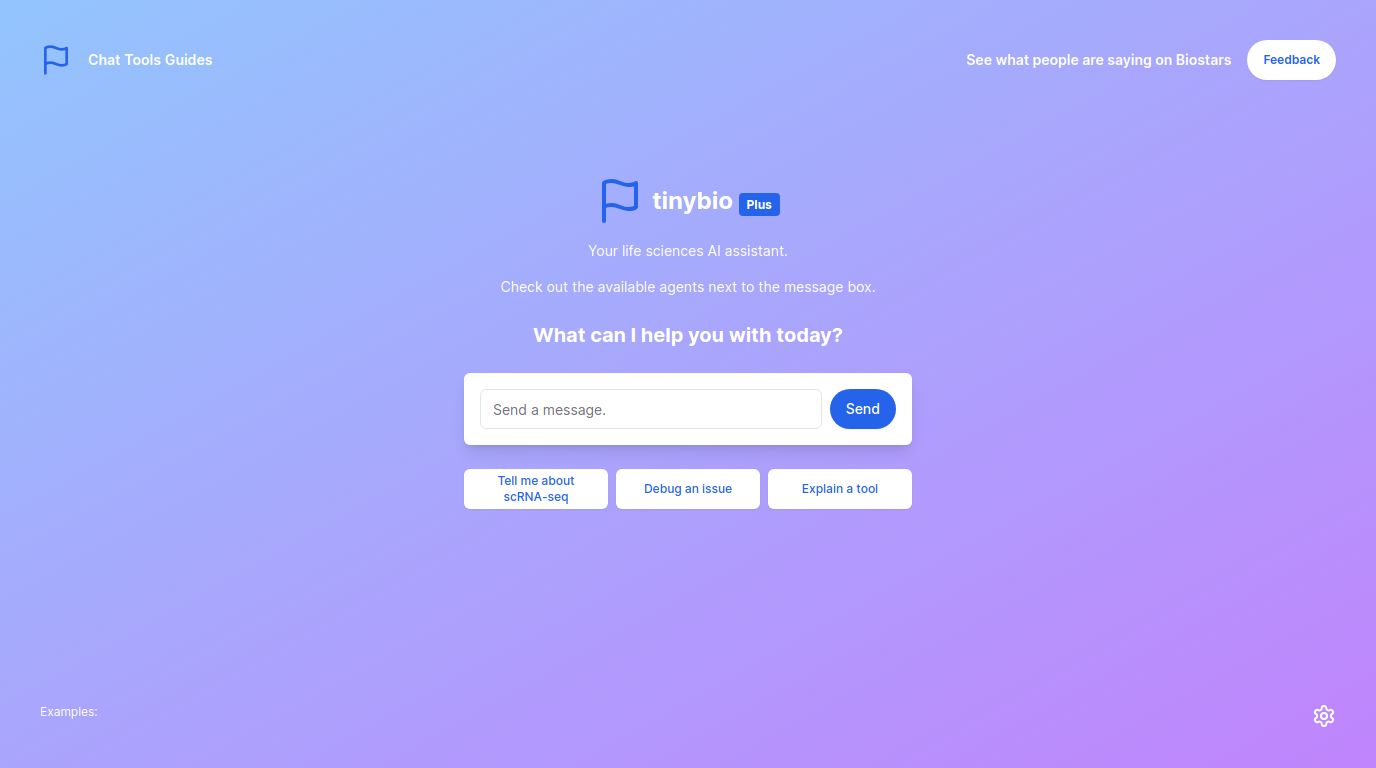 Chat Tools Guides
See what people are saying on Biostars
Feedback
tinybio Plus
Your life sciences AI assistant.
Check out the available agents next to the message box.
What can I help you with today?
Send a message.
Send
Tell me about
scRNA-seq
Debug an issue
Explain a tool
Examples: